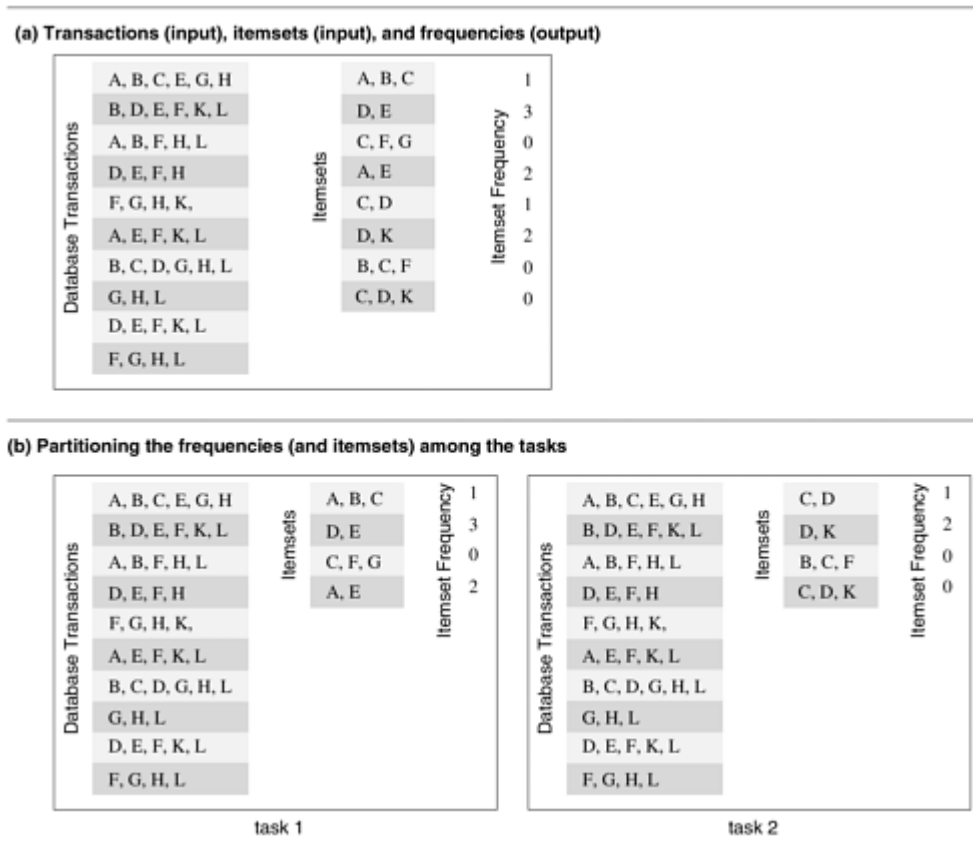 (a) Transactions (input), itemsets (input), and frequencies (output)
Database Transactions
A, B, C, E, G, H
B, D, E, F, K, L
A, B, F, H, L
D, E, F, H
F, G, H, K,
A, E, F, K, L
B, C, D, G, H, L
G, H, L
D, E, F, K, L
F, G, H, L
Itemsets
A, B, C
D, E
C, F, G
A, E
C, D
D, K
B, C, F
C, D, K
Itemset Frequency
1
3
0
2
1
2
0
0
(b) Partitioning the frequencies (and itemsets) among the tasks
Database Transactions
A, B, C, E, G, H
B, D, E, F, K, L
A, B, F, H, L
D, E, F, H
F, G, H, K,
A, E, F, K, L
B, C, D, G, H, L
G, H, L
D, E, F, K, L
F, G, H, L
Itemsets
A, B, C
D, E
C, F, G
A, E
Itemset Frequency
1
3
0
2
task 1
Database Transactions
A, B, C, E, G, H
B, D, E, F, K, L
A, B, F, H, L
D, E, F, H
F, G, H, K,
A, E, F, K, L
B, C, D, G, H, L
G, H, L
D, E, F, K, L
F, G, H, L
Itemsets
C, D
D, K
B, C, F
C, D, K
Itemset Frequency
1
2
0
0
task 2